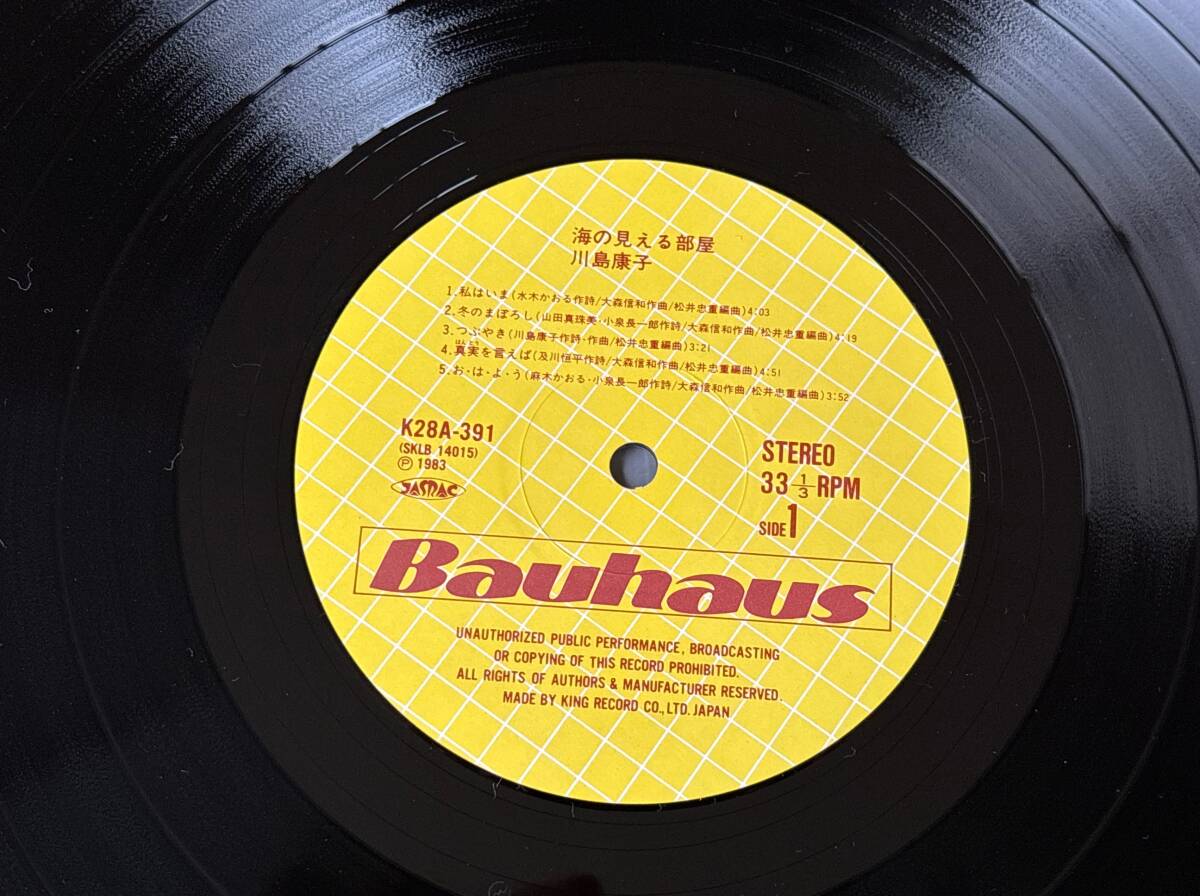 海の見える部屋
川島康子
1.私はいま(水木かおる作詩/大森信和作曲/松井忠重編曲)4:03
2.冬のまぼろし(山田真珠美・小泉長一郎作詩/大森信和作曲/松井忠重編曲)4:19
3.つぶやき(川島康子作詩・作曲/松井忠重編曲)3:21
ほんとう
4.真実を言えば(及川恒平作詩/大森信和作曲/松井忠重編曲)4:51
5.お・は・よ・う(麻木かおる・小泉長一郎作詩/大森信和作曲/松井忠重編曲)3:52
K28A-391
(SKLB 14015)
Ⓟ 1983
JASRAC
STEREO
33 1/3 RPM
SIDE 1
Bauhaus
UNAUTHORIZED PUBLIC PERFORMANCE, BROADCASTING
OR COPYING OF THIS RECORD PROHIBITED.
ALL RIGHTS OF AUTHORS & MANUFACTURER RESERVED.
MADE BY KING RECORD CO., LTD. JAPAN